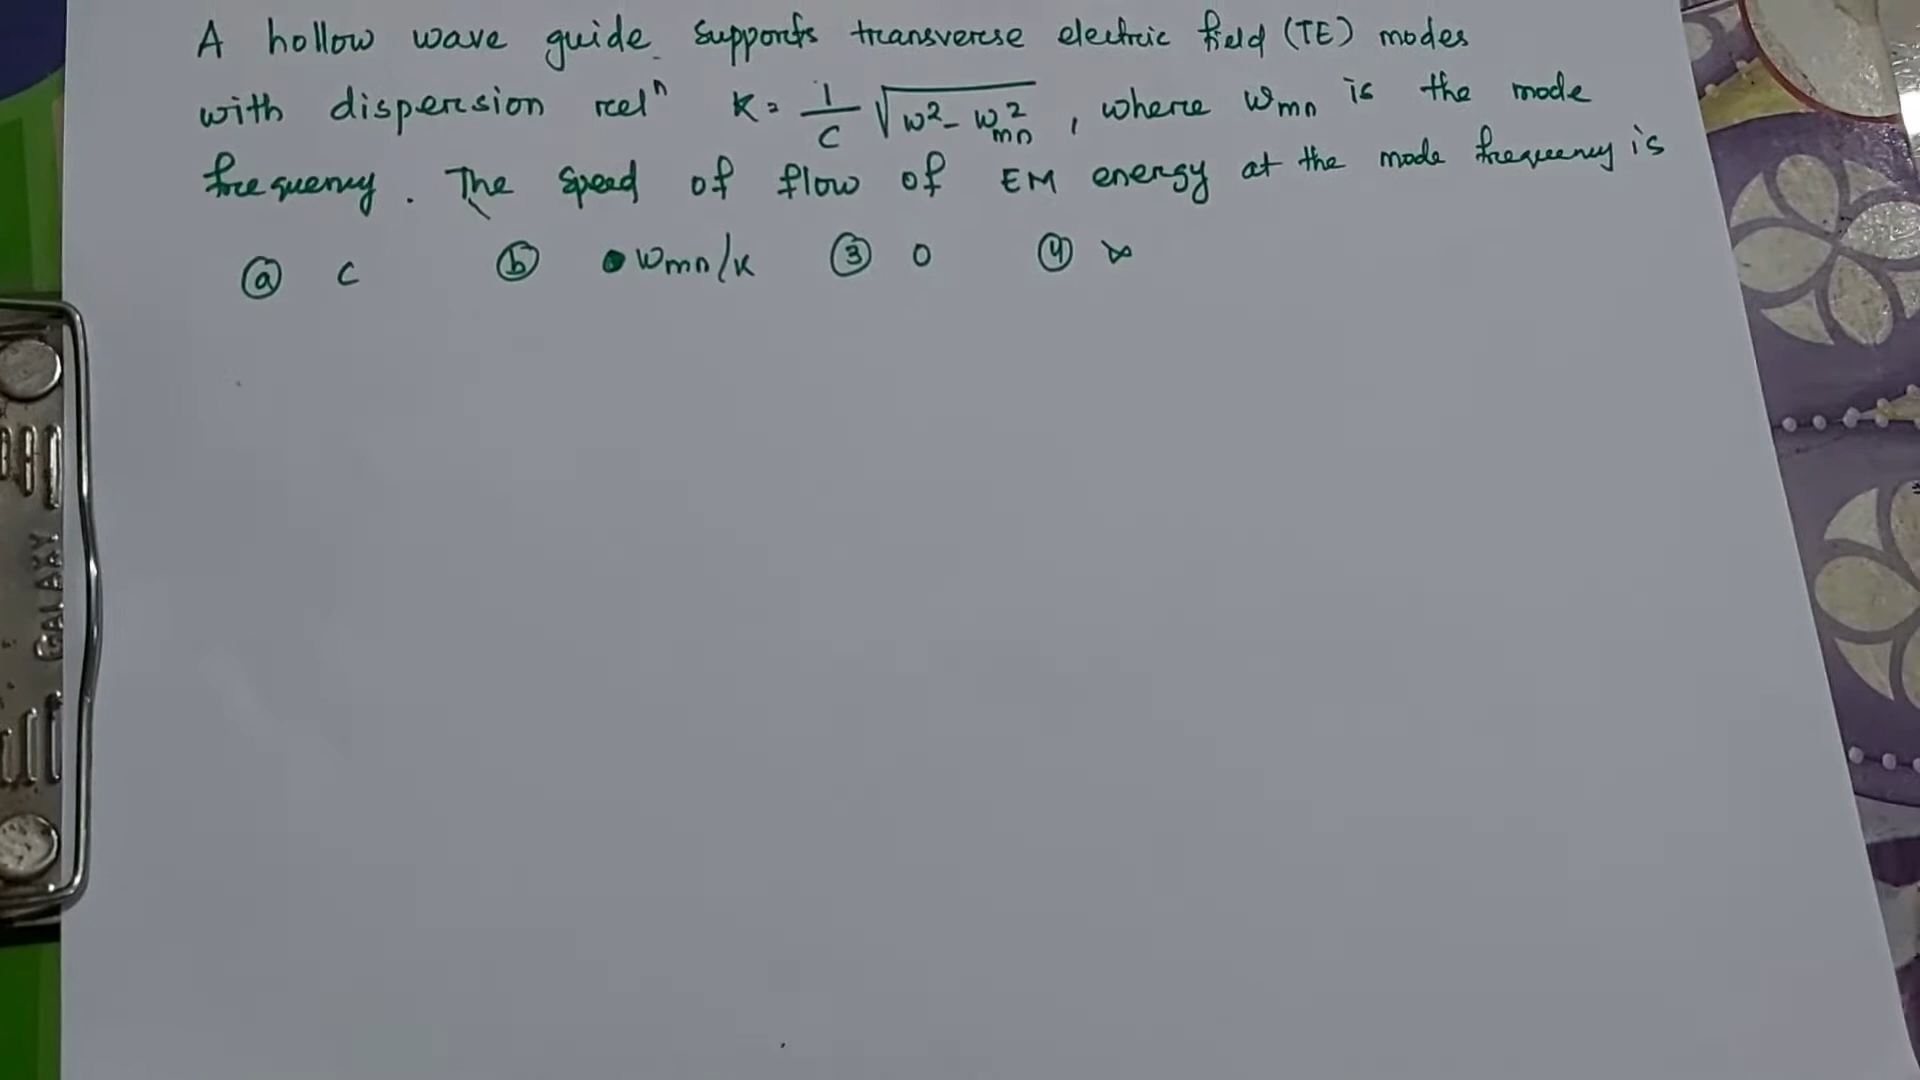 A hollow wave guide supports transverse electric field (TE) modes
with dispersion relⁿ K = 1/C √(ω² - ω²mn), where ωmn is the mode
frequency. The speed of flow of EM energy at the mode frequency is
ⓐ C ⓑ ωmn/K ③ 0 ④ ∞
GALAXY